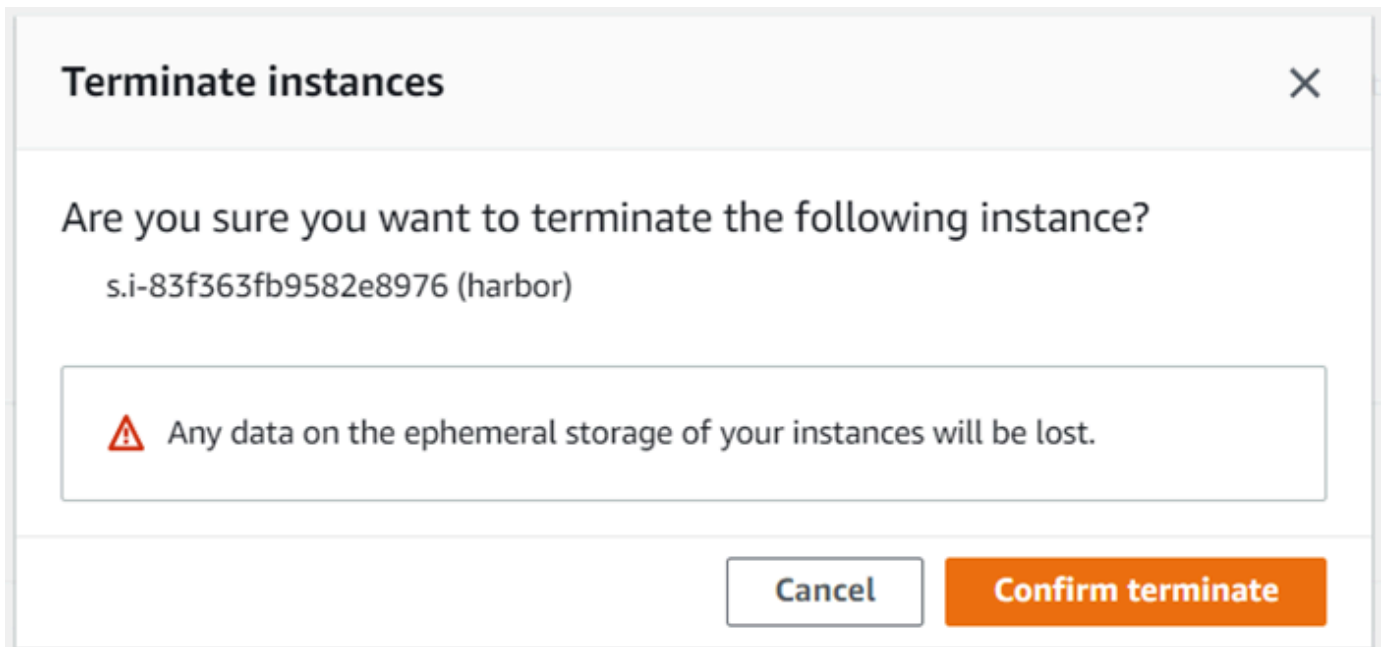 Terminate instances
Are you sure you want to terminate the following instance?
s.i-83f363fb9582e8976 (harbor)
Any data on the ephemeral storage of your instances will be lost.
Cancel
Confirm terminate